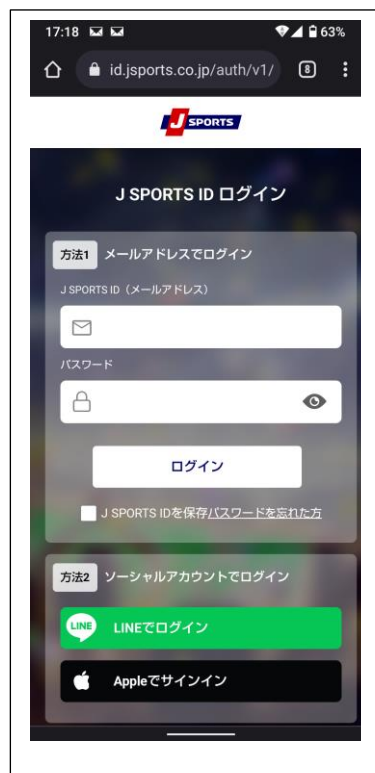 17:18 63%
id.jsports.co.jp/auth/v1/ 8
J SPORTS
J SPORTS ID ログイン
方法1 メールアドレスでログイン
J SPORTS ID（メールアドレス）
パスワード
ログイン
J SPORTS IDを保存パスワードを忘れた方
方法2 ソーシャルアカウントでログイン
LINE LINEでログイン
Appleでサインイン